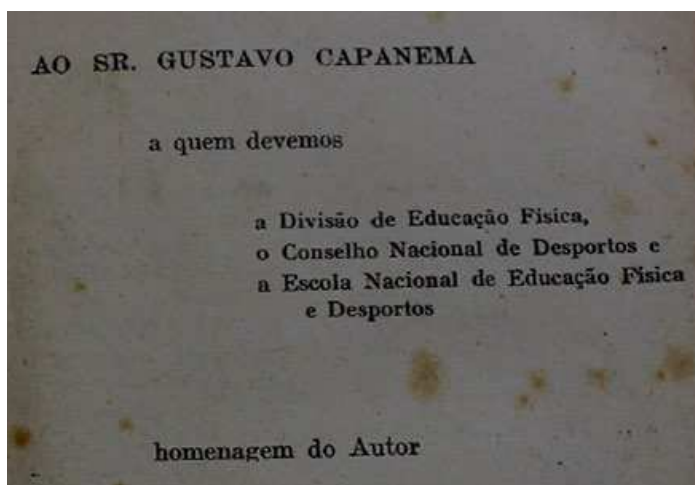 AO SR. GUSTAVO CAPANEMA
a quem devemos
a Divisão de Educação Física,
o Conselho Nacional de Desportos e
a Escola Nacional de Educação Física
e Desportos
homenagem do Autor